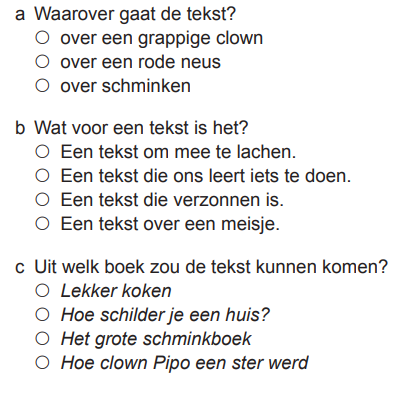 a Waarover gaat de tekst?
○ over een grappige clown
○ over een rode neus
○ over schminken
b Wat voor een tekst is het?
○ Een tekst om mee te lachen.
○ Een tekst die ons leert iets te doen.
○ Een tekst die verzonnen is.
○ Een tekst over een meisje.
c Uit welk boek zou de tekst kunnen komen?
○ Lekker koken
○ Hoe schilder je een huis?
○ Het grote schminkboek
○ Hoe clown Pipo een ster werd